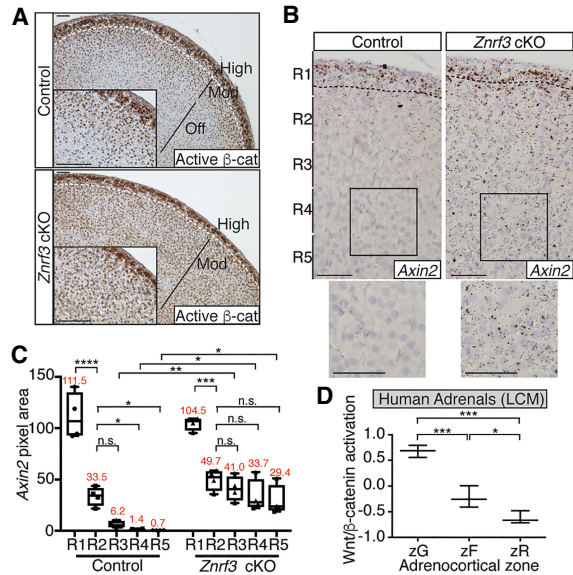 A
Control
High
Mod
Off
Active β-cat
Znrf3 cKO
High
Mod
Active β-cat
B
Control
Znrf3 cKO
R1
R2
R3
R4
R5
Axin2
Axin2
C
Axin2 pixel area
150
100
50
0
****
111.5
33.5
6.2
1.4
0.7
n.s.
*
*
**
*
*
***
104.5
49.7
41.0
33.7
29.4
n.s.
n.s.
n.s.
R1 R2 R3 R4 R5
R1 R2 R3 R4 R5
Control
Znrf3 cKO
D
Human Adrenals (LCM)
***
***
*
Wnt/β-catenin activation
1.0
0.5
0.0
-0.5
-1.0
zG
zF
zR
Adrenocortical zone